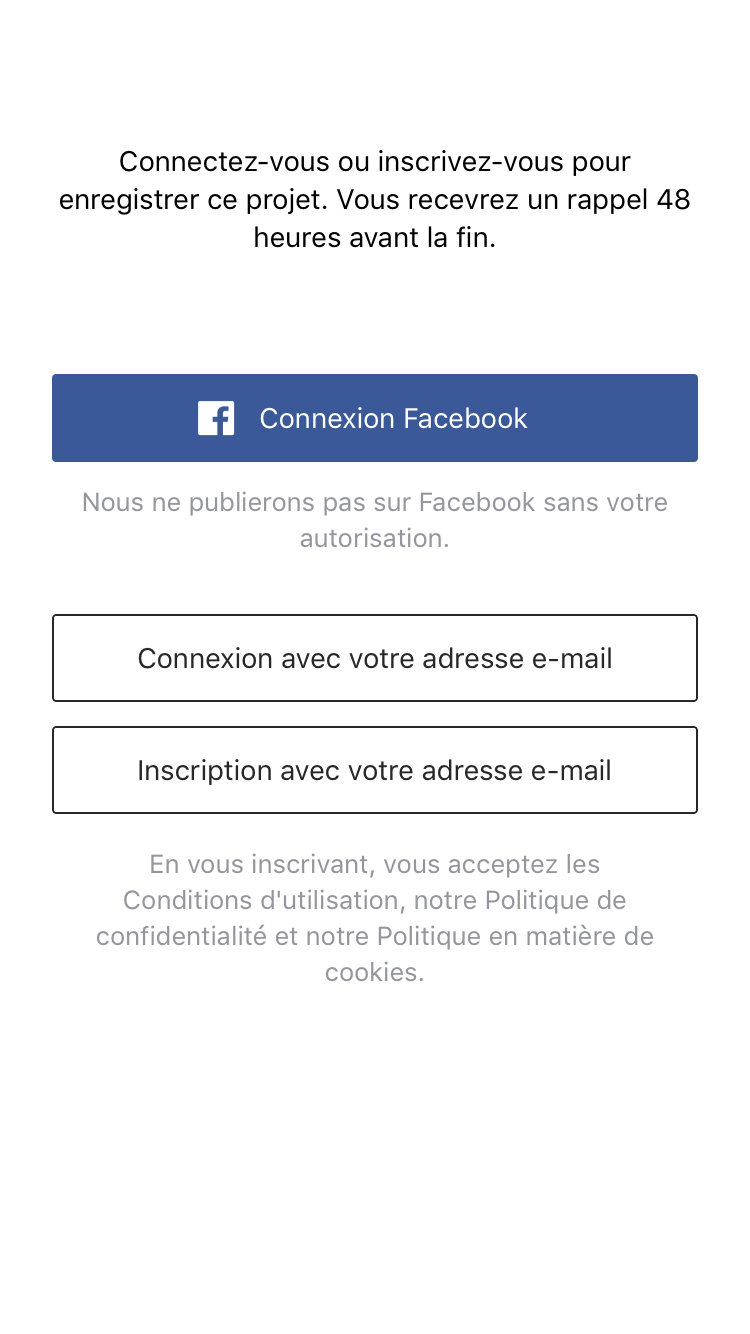 Connectez-vous ou inscrivez-vous pour
enregistrer ce projet. Vous recevrez un rappel 48
heures avant la fin.
Connexion Facebook
Nous ne publierons pas sur Facebook sans votre
autorisation.
Connexion avec votre adresse e-mail
Inscription avec votre adresse e-mail
En vous inscrivant, vous acceptez les
Conditions d'utilisation, notre Politique de
confidentialité et notre Politique en matière de
cookies.